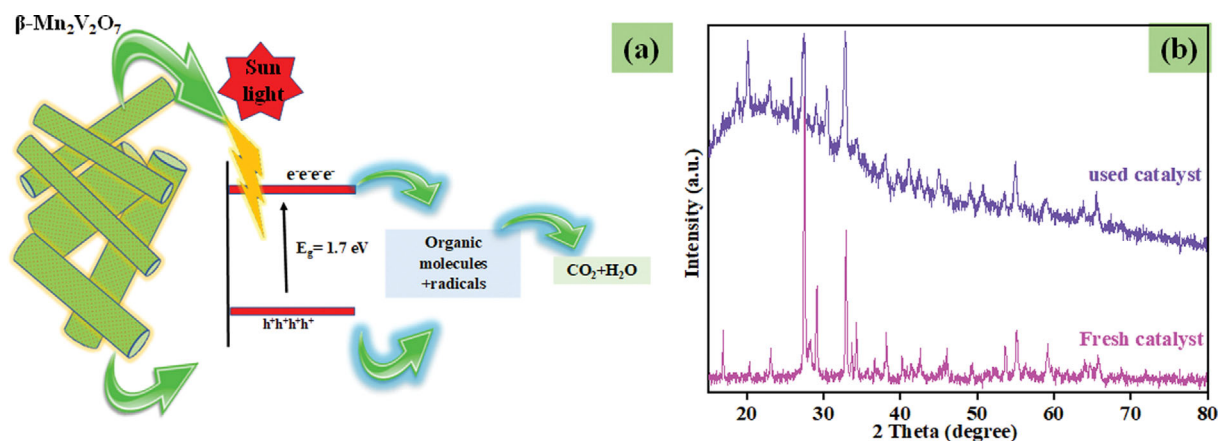 β-Mn₂V₂O₇
Sun
light
(a)
e⁻e⁻e⁻e⁻e⁻
E_g= 1.7 eV
h⁺h⁺h⁺h⁺
Organic
molecules
+radicals
CO₂+H₂O
(b)
Intensity (a.u.)
used catalyst
Fresh catalyst
20 30 40 50 60 70 80
2 Theta (degree)